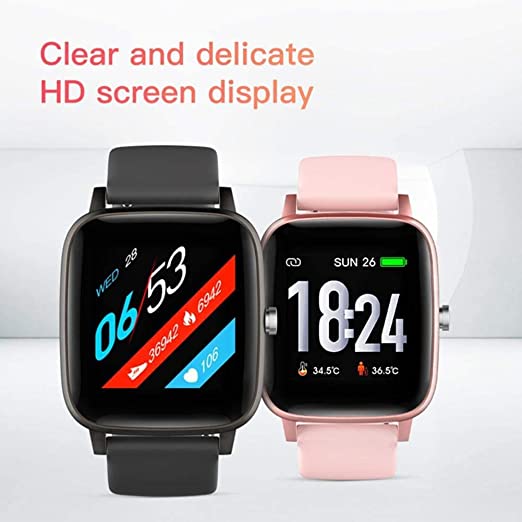 Clear and delicate
HD screen display
WED 28
06/53
36942 6942
106
SUN 26
18:24
34.5°C 36.5°C